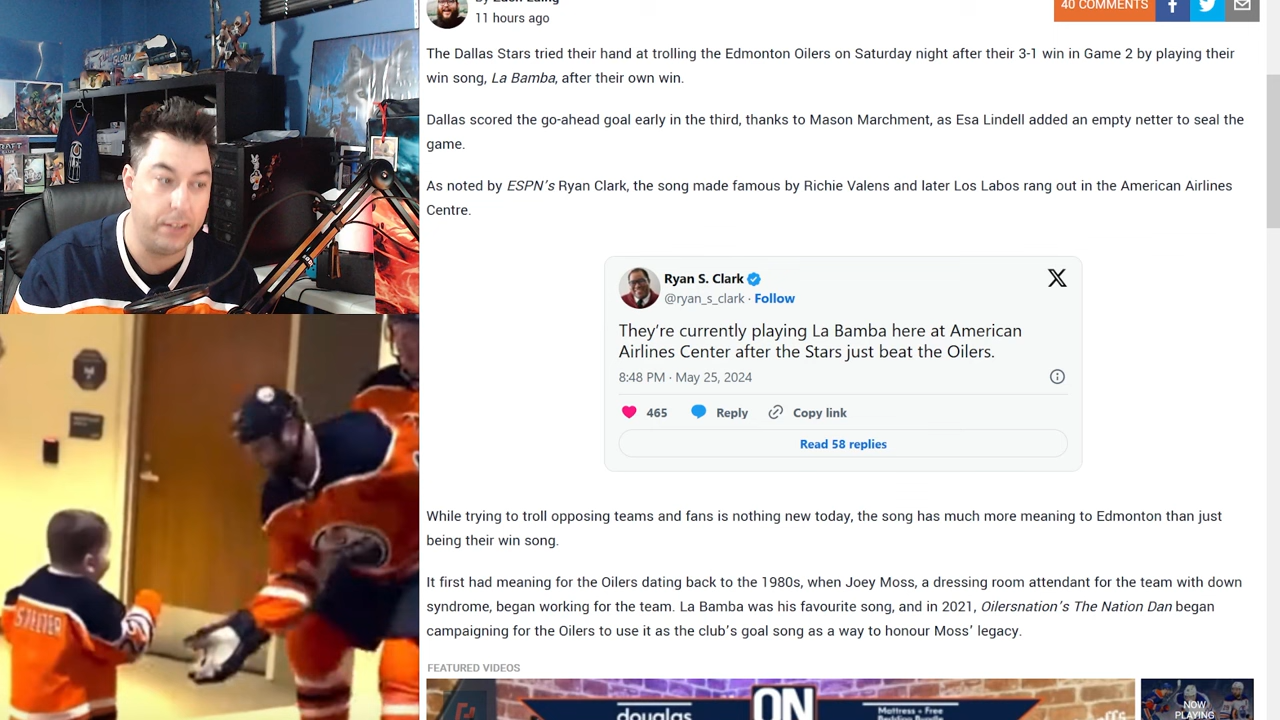 11 hours ago
40 COMMENTS
The Dallas Stars tried their hand at trolling the Edmonton Oilers on Saturday night after their 3-1 win in Game 2 by playing their
win song, La Bamba, after their own win.
Dallas scored the go-ahead goal early in the third, thanks to Mason Marchment, as Esa Lindell added an empty netter to seal the
game.
As noted by ESPN's Ryan Clark, the song made famous by Richie Valens and later Los Labos rang out in the American Airlines
Centre.
Ryan S. Clark
@ryan_s_clark · Follow
They're currently playing La Bamba here at American
Airlines Center after the Stars just beat the Oilers.
8:48 PM · May 25, 2024
465 Reply Copy link
Read 58 replies
While trying to troll opposing teams and fans is nothing new today, the song has much more meaning to Edmonton than just
being their win song.
It first had meaning for the Oilers dating back to the 1980s, when Joey Moss, a dressing room attendant for the team with down
syndrome, began working for the team. La Bamba was his favourite song, and in 2021, Oilersnation's The Nation Dan began
campaigning for the Oilers to use it as the club's goal song as a way to honour Moss' legacy.
STELTER
FEATURED VIDEOS
douglas
ON
Mattress + Free
NOW
PLAYING